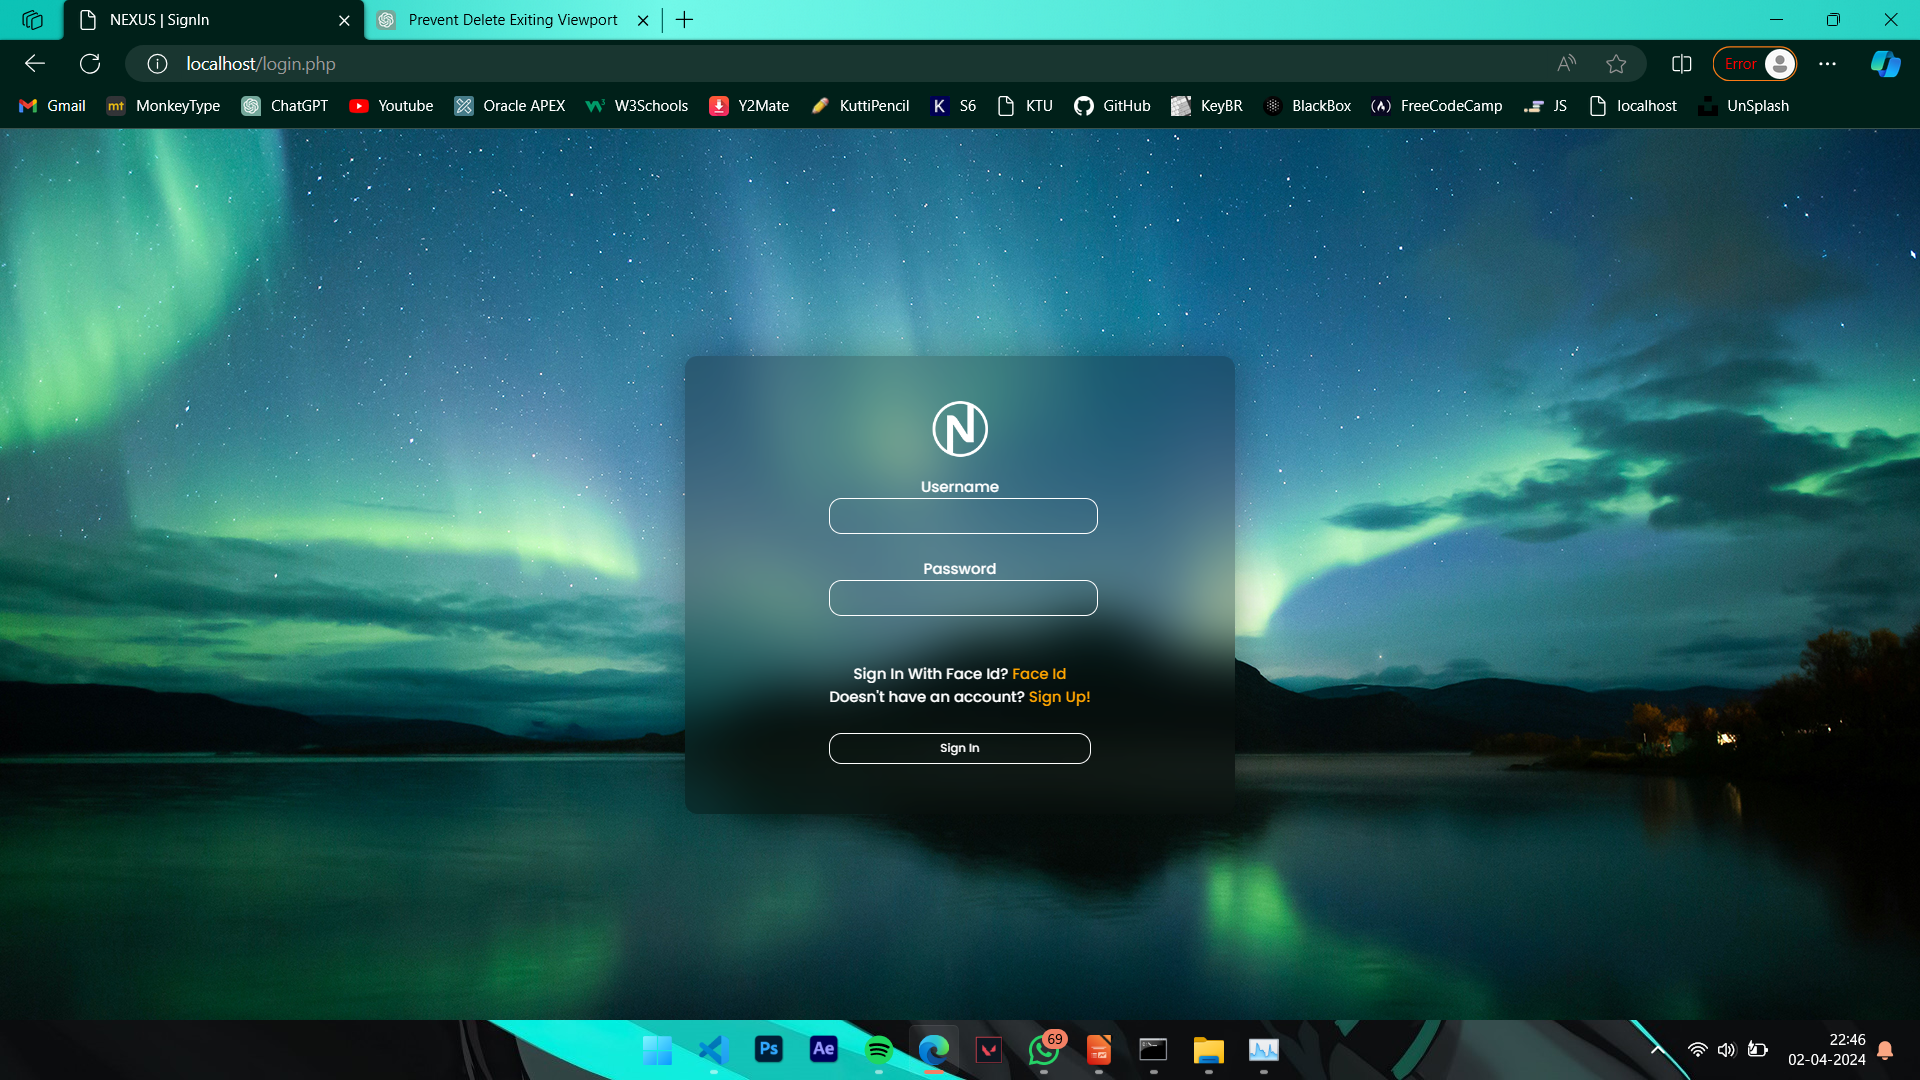 NEXUS | SignIn
Prevent Delete Exiting Viewport
localhost/login.php
Error
Gmail
MonkeyType
ChatGPT
Youtube
Oracle APEX
W3Schools
Y2Mate
KuttiPencil
K
S6
KTU
GitHub
KeyBR
BlackBox
FreeCodeCamp
JS
localhost
UnSplash
N
Username
Password
Sign In With Face Id? Face Id
Doesn't have an account? Sign Up!
Sign In
Ps
Ae
69
22:46
02-04-2024